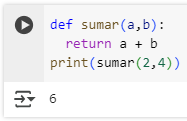 def sumar(a,b):
  return a + b
print(sumar(2,4))
6